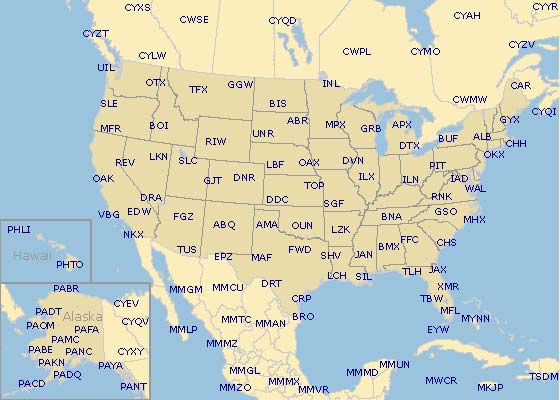 CYXS
CWSE
CYQD
CYAH
CYYR
CYZT
CYLW
CWPL
CYMO
CYZV
UIL
OTX
TFX
GGW
INL
CWMW
CAR
SLE
BIS
CYQI
MFR
BOI
RIW
UNR
ABR
MPX
GRB
APX
DTX
BUF
ALB
GYX
CHH
REV
LKN
SLC
LBF
OAX
DVN
PIT
OKX
OAK
GJT
DNR
TOP
ILX
ILN
IAD
WAL
DRA
DDC
SGF
RNK
VBG
EDW
FGZ
ABQ
AMA
OUN
LZK
BNA
GSO
MHX
PHLI
NKX
TUS
EPZ
MAF
FWD
SHV
JAN
BMX
FFC
CHS
Hawaii
PHTO
LCH
SIL
TLH
JAX
PABR
MMGM
MMCU
DRT
CRP
XMR
TBW
PADT
CYEV
BRO
MFL
MYNN
Alaska
PAOM
PAFA
CYQV
MMLP
MMTC
MMAN
EYW
PAMC
PABE
PANC
CYXY
MMMZ
PAKN
PAYA
MMGL
MMMD
MMUN
TSDM
PACD
PADQ
PANT
MMZO
MMMX
MMVR
MWCR
MKJP